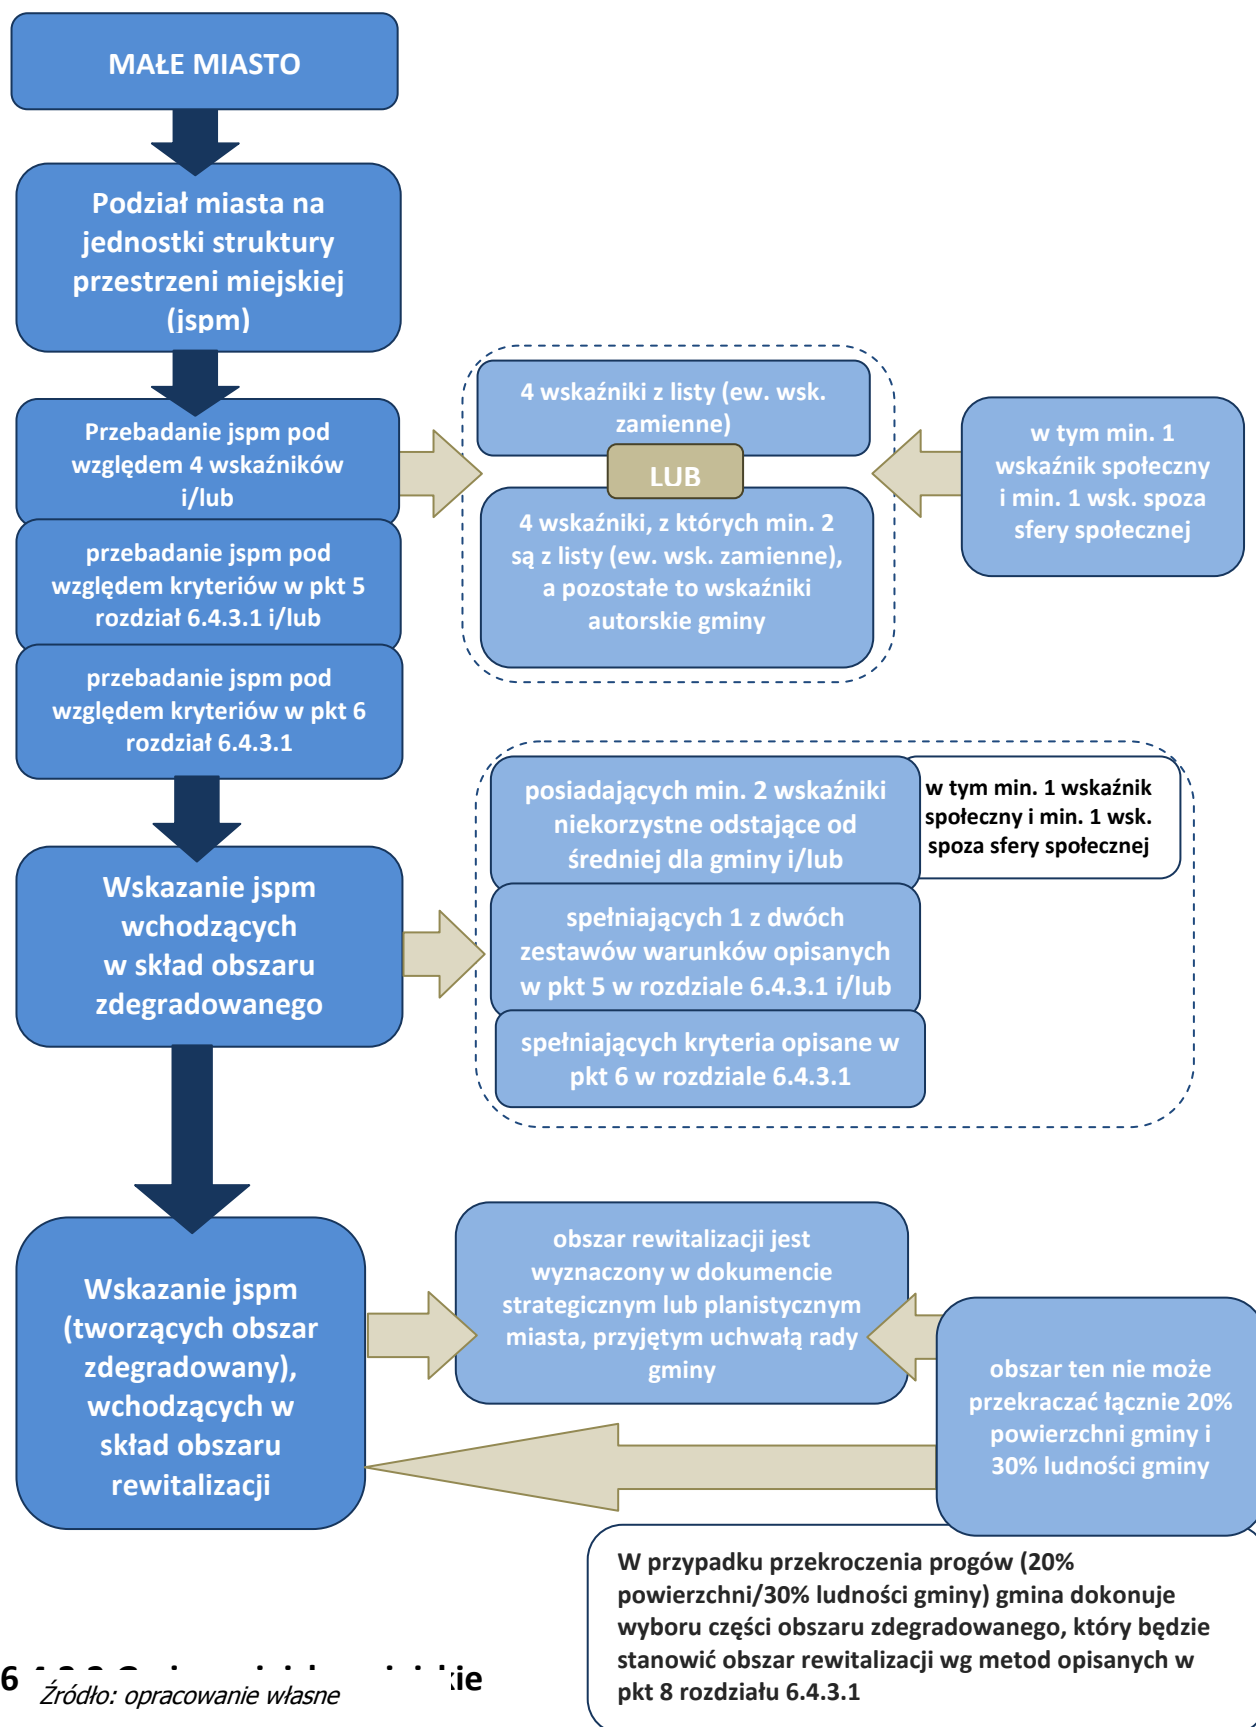 MAŁE MIASTO
Podział miasta na
jednostki struktury
przestrzeni miejskiej
(jspm)
Przebadanie jspm pod
względem 4 wskaźników
i/lub
przebadanie jspm pod
względem kryteriów w pkt 5
rozdział 6.4.3.1 i/lub
przebadanie jspm pod
względem kryteriów w pkt 6
rozdział 6.4.3.1
4 wskaźniki z listy (ew. wsk.
zamienne)
LUB
4 wskaźniki, z których min. 2
są z listy (ew. wsk. zamienne),
a pozostałe to wskaźniki
autorskie gminy
w tym min. 1
wskaźnik społeczny
i min. 1 wsk. spoza
sfery społecznej
Wskazanie jspm
wchodzących
w skład obszaru
zdegradowanego
posiadających min. 2 wskaźniki
niekorzystne odstające od
średniej dla gminy i/lub
w tym min. 1 wskaźnik
społeczny i min. 1 wsk.
spoza sfery społecznej
spełniających 1 z dwóch
zestawów warunków opisanych
w pkt 5 w rozdziale 6.4.3.1 i/lub
spełniających kryteria opisane w
pkt 6 w rozdziale 6.4.3.1
Wskazanie jspm
(tworzących obszar
zdegradowany),
wchodzących w
skład obszaru
rewitalizacji
obszar rewitalizacji jest
wyznaczony w dokumencie
strategicznym lub planistycznym
miasta, przyjętym uchwałą rady
gminy
obszar ten nie może
przekraczać łącznie 20%
powierzchni gminy i
30% ludności gminy
W przypadku przekroczenia progów (20%
powierzchni/30% ludności gminy) gmina dokonuje
wyboru części obszaru zdegradowanego, który będzie
stanowić obszar rewitalizacji wg metod opisanych w
pkt 8 rozdziału 6.4.3.1
Źródło: opracowanie własne